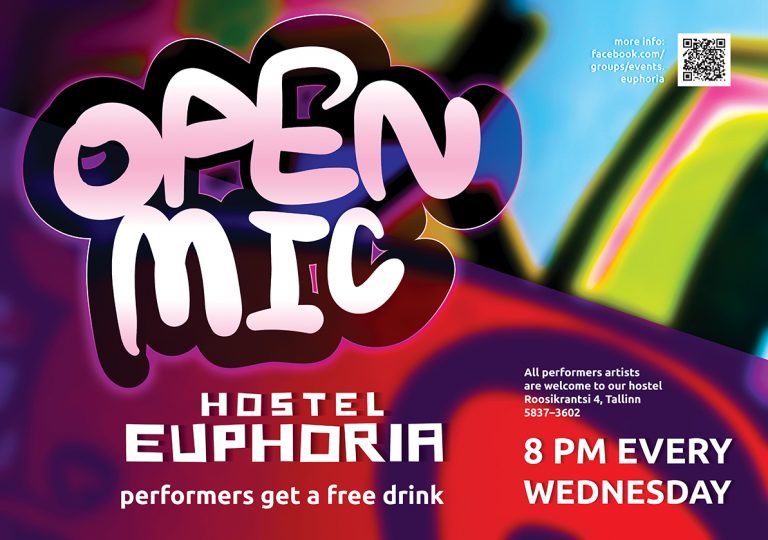 OPEN
MIC
more info:
facebook.com/
groups/events.
euphoria
HOSTEL
EUPHORIA
performers get a free drink
All performers artists
are welcome to our hostel
Roosikrantsi 4, Tallinn
5837–3602
8 PM EVERY
WEDNESDAY